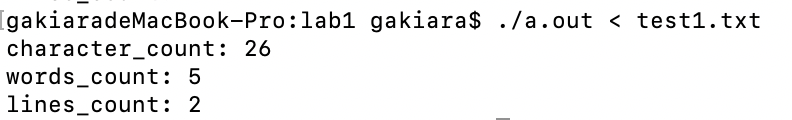 [gakiaradeMacBook-Pro:lab1 gakiara$ ./a.out < test1.txt
character_count: 26
words_count: 5
lines_count: 2